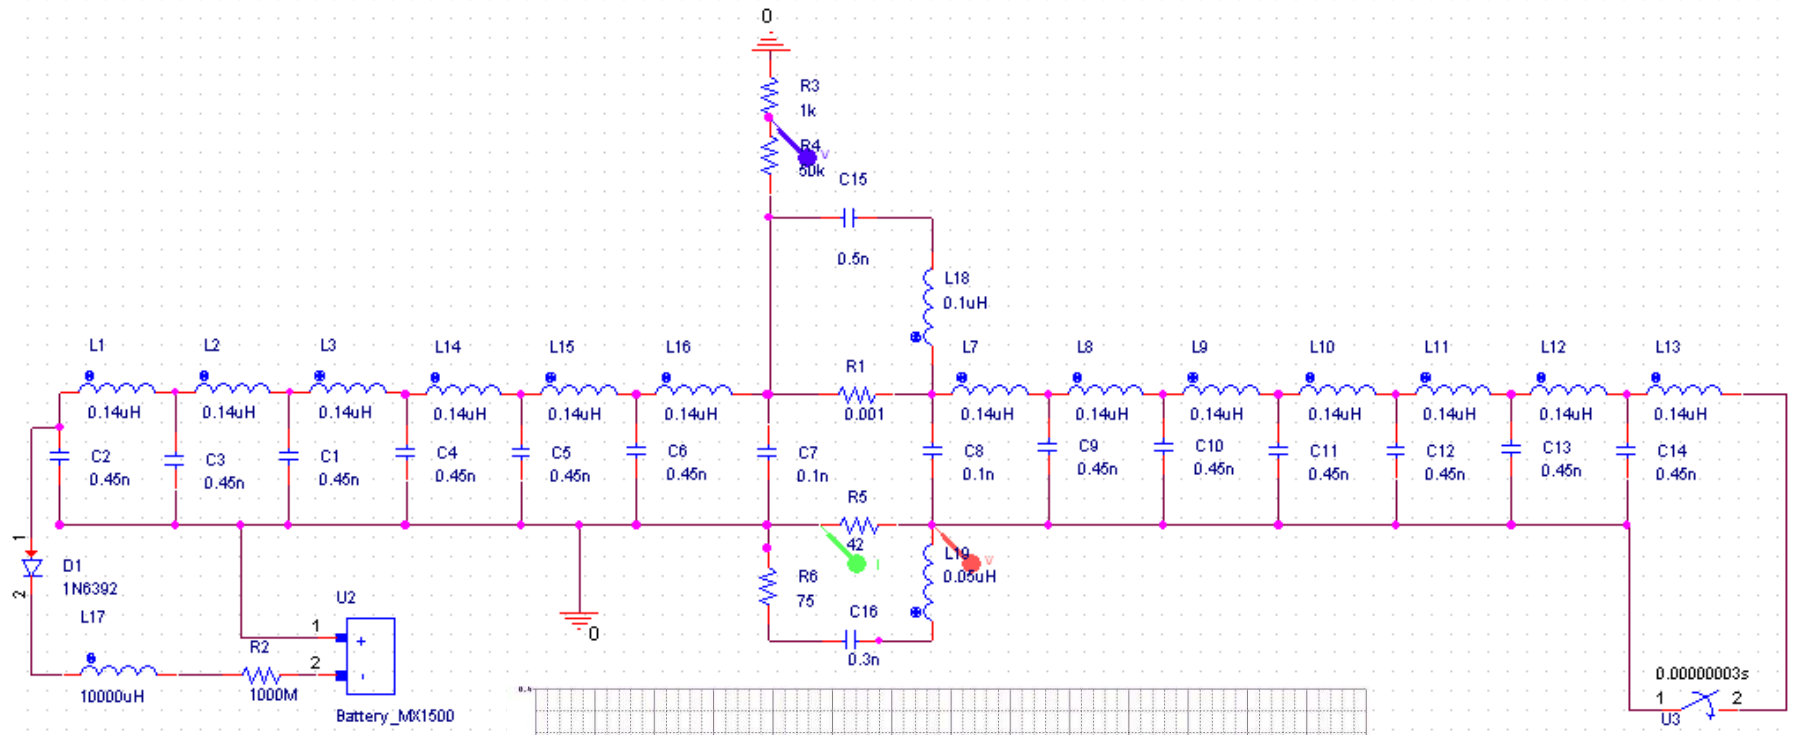 0
R3
1k
R4
50k
C15
0.5n
L18
0.1uH
L1
L2
L3
L14
L15
L16
R1
L7
L8
L9
L10
L11
L12
L13
0.14uH
0.14uH
0.14uH
0.14uH
0.14uH
0.14uH
0.001
0.14uH
0.14uH
0.14uH
0.14uH
0.14uH
0.14uH
0.14uH
C2
0.45n
C3
0.45n
C1
0.45n
C4
0.45n
C5
0.45n
C6
0.45n
C7
0.1n
C8
0.1n
C9
0.45n
C10
0.45n
C11
0.45n
C12
0.45n
C13
0.45n
C14
0.45n
R5
42
I
V
V
L19
0.05uH
R6
75
C16
0.3n
1
D1
1N6392
2
L17
10000uH
R2
1000M
U2
1
+
2
-
Battery_MX1500
0
0.00000003s
1
2
U3